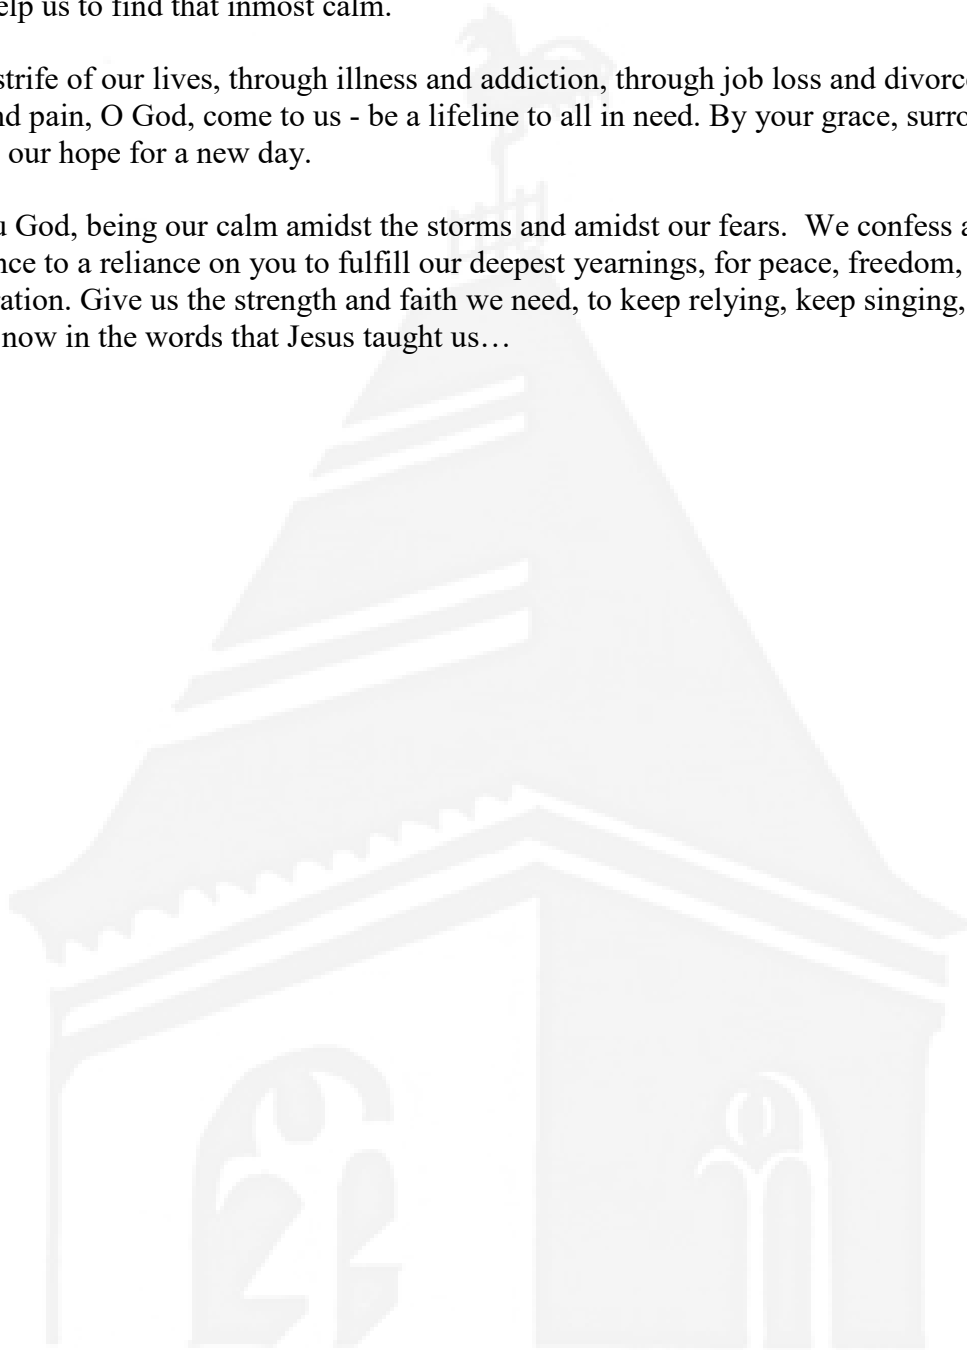 elp us to find that inmost calm.
strife of our lives, through illness and addiction, through job loss and divorc
nd pain, O God, come to us - be a lifeline to all in need. By your grace, surro
our hope for a new day.
u God, being our calm amidst the storms and amidst our fears.  We confess a
nce to a reliance on you to fulfill our deepest yearnings, for peace, freedom,
ation. Give us the strength and faith we need, to keep relying, keep singing,
now in the words that Jesus taught us…